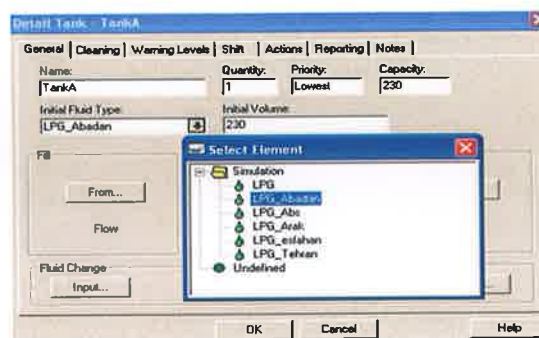 Detail Tank - TankA
General | Cleaning | Warning Levels | Shift | Actions | Reporting | Notes
Name: Quantity: Priority: Capacity:
TankA 1 Lowest 230
Initial Fluid Type: Initial Volume:
LPG_Abadan 230
Fill
Select Element
Simulation
LPG
LPG_Abadan
LPG_Abs
LPG_Arak
LPG_esfahan
LPG_Tehran
Undefined
From...
Flow
Fluid Change
Input...
OK Cancel Help